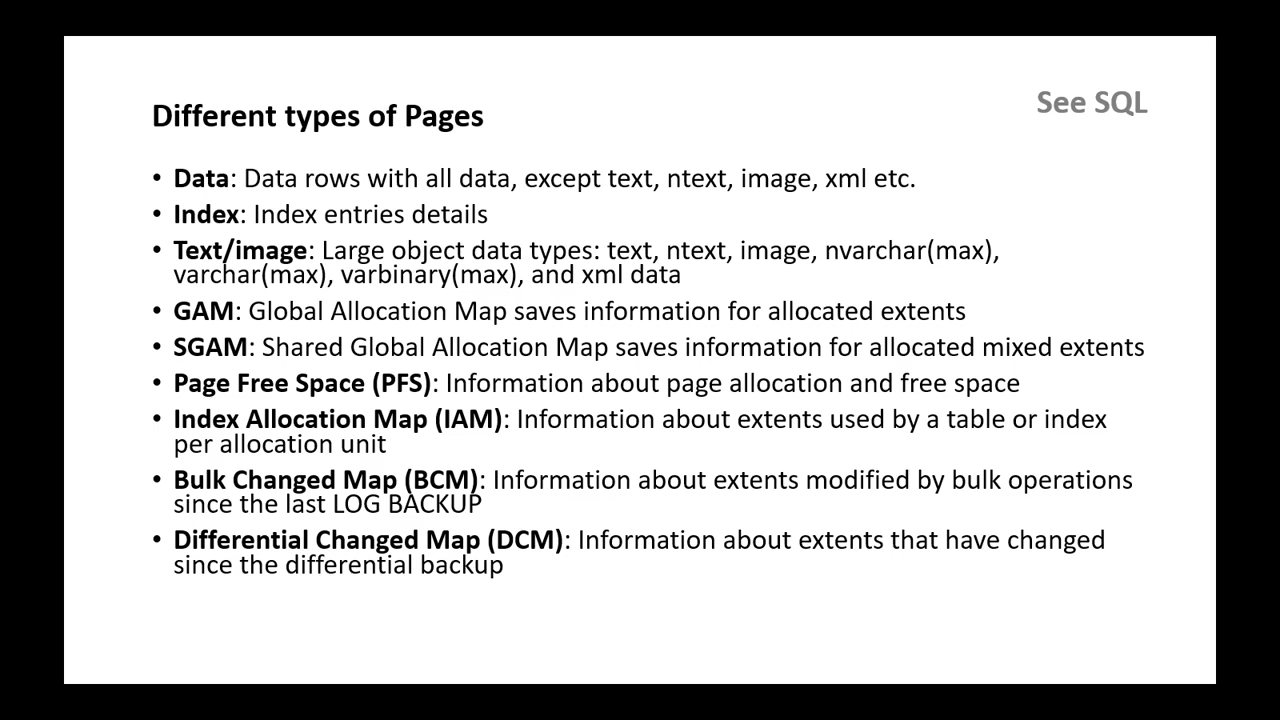 See SQL
Different types of Pages
• Data: Data rows with all data, except text, ntext, image, xml etc.
• Index: Index entries details
• Text/image: Large object data types: text, ntext, image, nvarchar(max),
varchar(max), varbinary(max), and xml data
• GAM: Global Allocation Map saves information for allocated extents
• SGAM: Shared Global Allocation Map saves information for allocated mixed extents
• Page Free Space (PFS): Information about page allocation and free space
• Index Allocation Map (IAM): Information about extents used by a table or index
per allocation unit
• Bulk Changed Map (BCM): Information about extents modified by bulk operations
since the last LOG BACKUP
• Differential Changed Map (DCM): Information about extents that have changed
since the differential backup